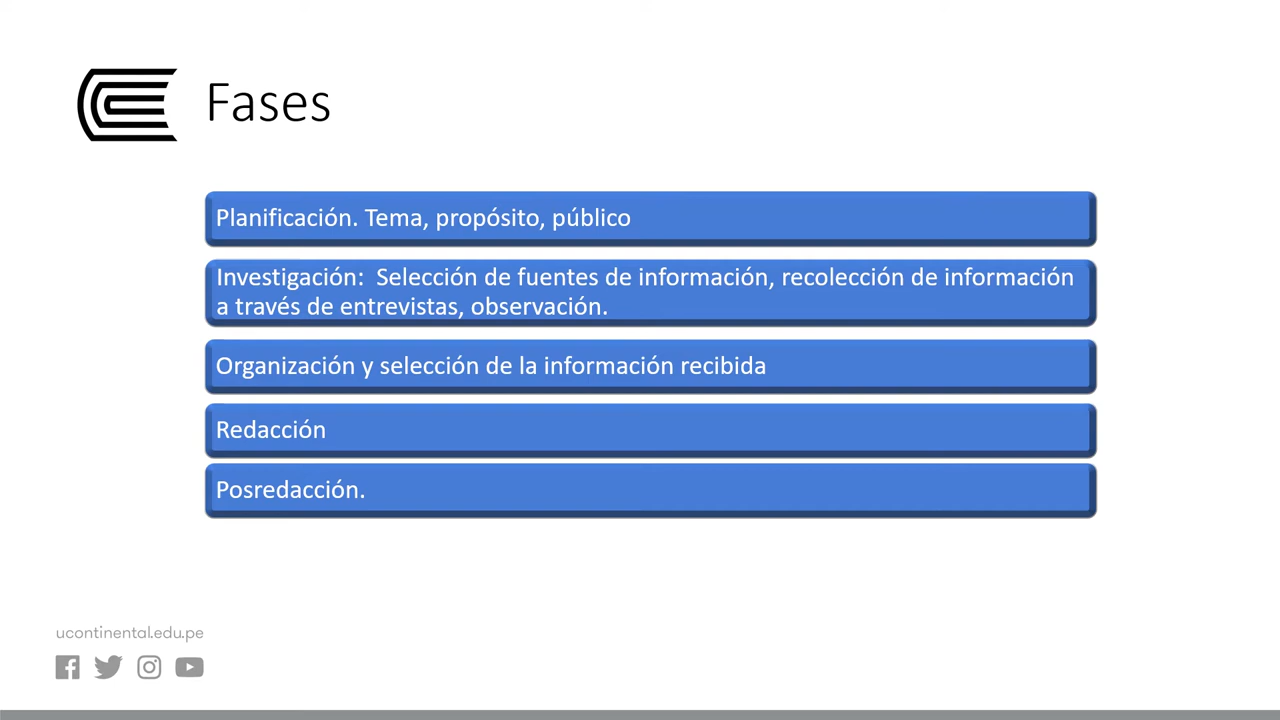 Fases
Planificación. Tema, propósito, público
Investigación:  Selección de fuentes de información, recolección de información
a través de entrevistas, observación.
Organización y selección de la información recibida
Redacción
Posredacción.
ucontinental.edu.pe